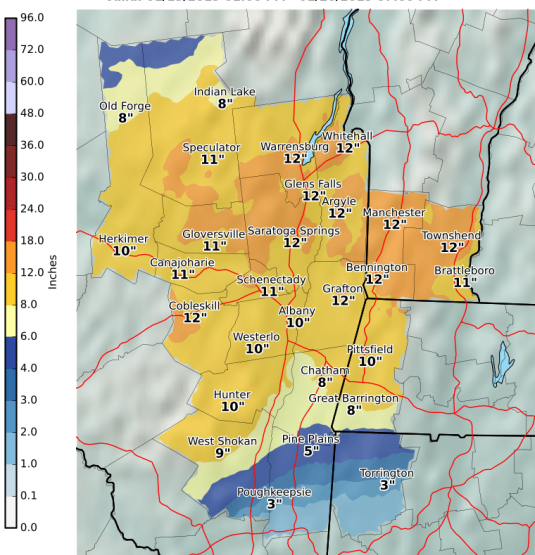 96.0
72.0
60.0
48.0
36.0
30.0
24.0
18.0
12.0
8.0
6.0
5.0
4.0
3.0
2.0
1.0
0.1
0.0
Inches
Indian Lake
8"
Old Forge
8"
Whitehall
12"
Speculator
11"
Warrensburg
12"
Glens Falls
12"
Argyle
12"
Manchester
12"
Herkimer
10"
Gloversville
11"
Saratoga Springs
12"
Townshend
12"
Canajoharie
11"
Bennington
12"
Brattleboro
11"
Schenectady
11"
Grafton
12"
Cobleskill
12"
Albany
10"
Westerlo
10"
Pittsfield
10"
Chatham
8"
Hunter
10"
Great Barrington
8"
West Shokan
9"
Pine Plains
5"
Torrington
3"
Poughkeepsie
3"